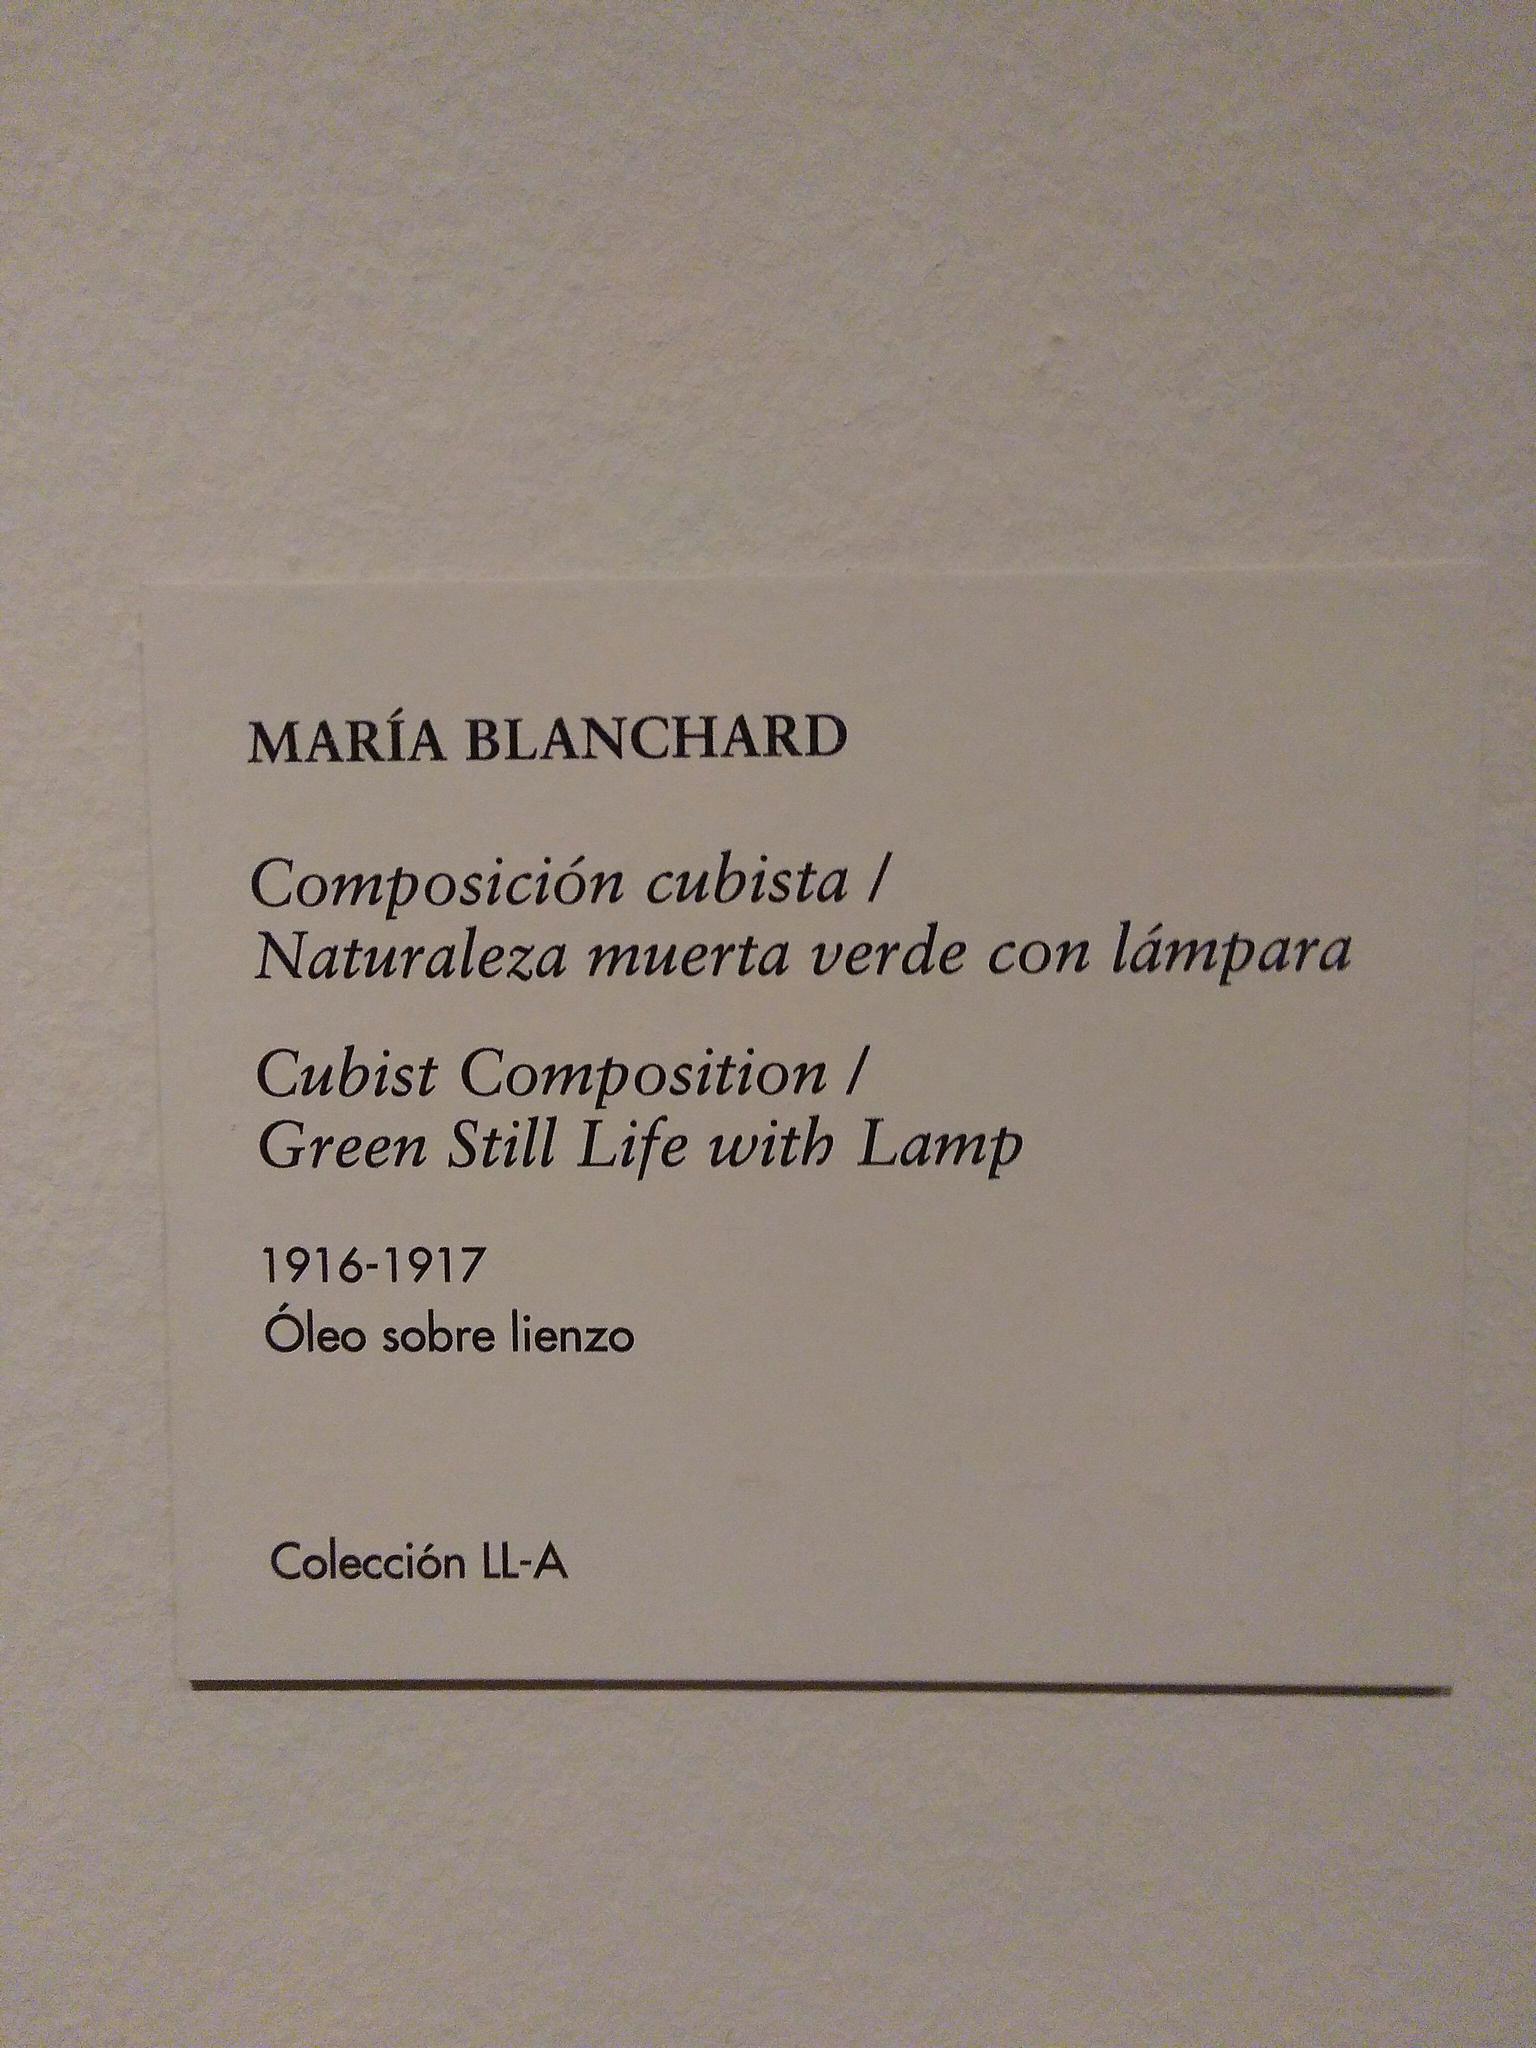 MARÍA BLANCHARD
Composición cubista /
Naturaleza muerta verde con lámpara
Cubist Composition /
Green Still Life with Lamp
1916-1917
Óleo sobre lienzo
Colección LL-A